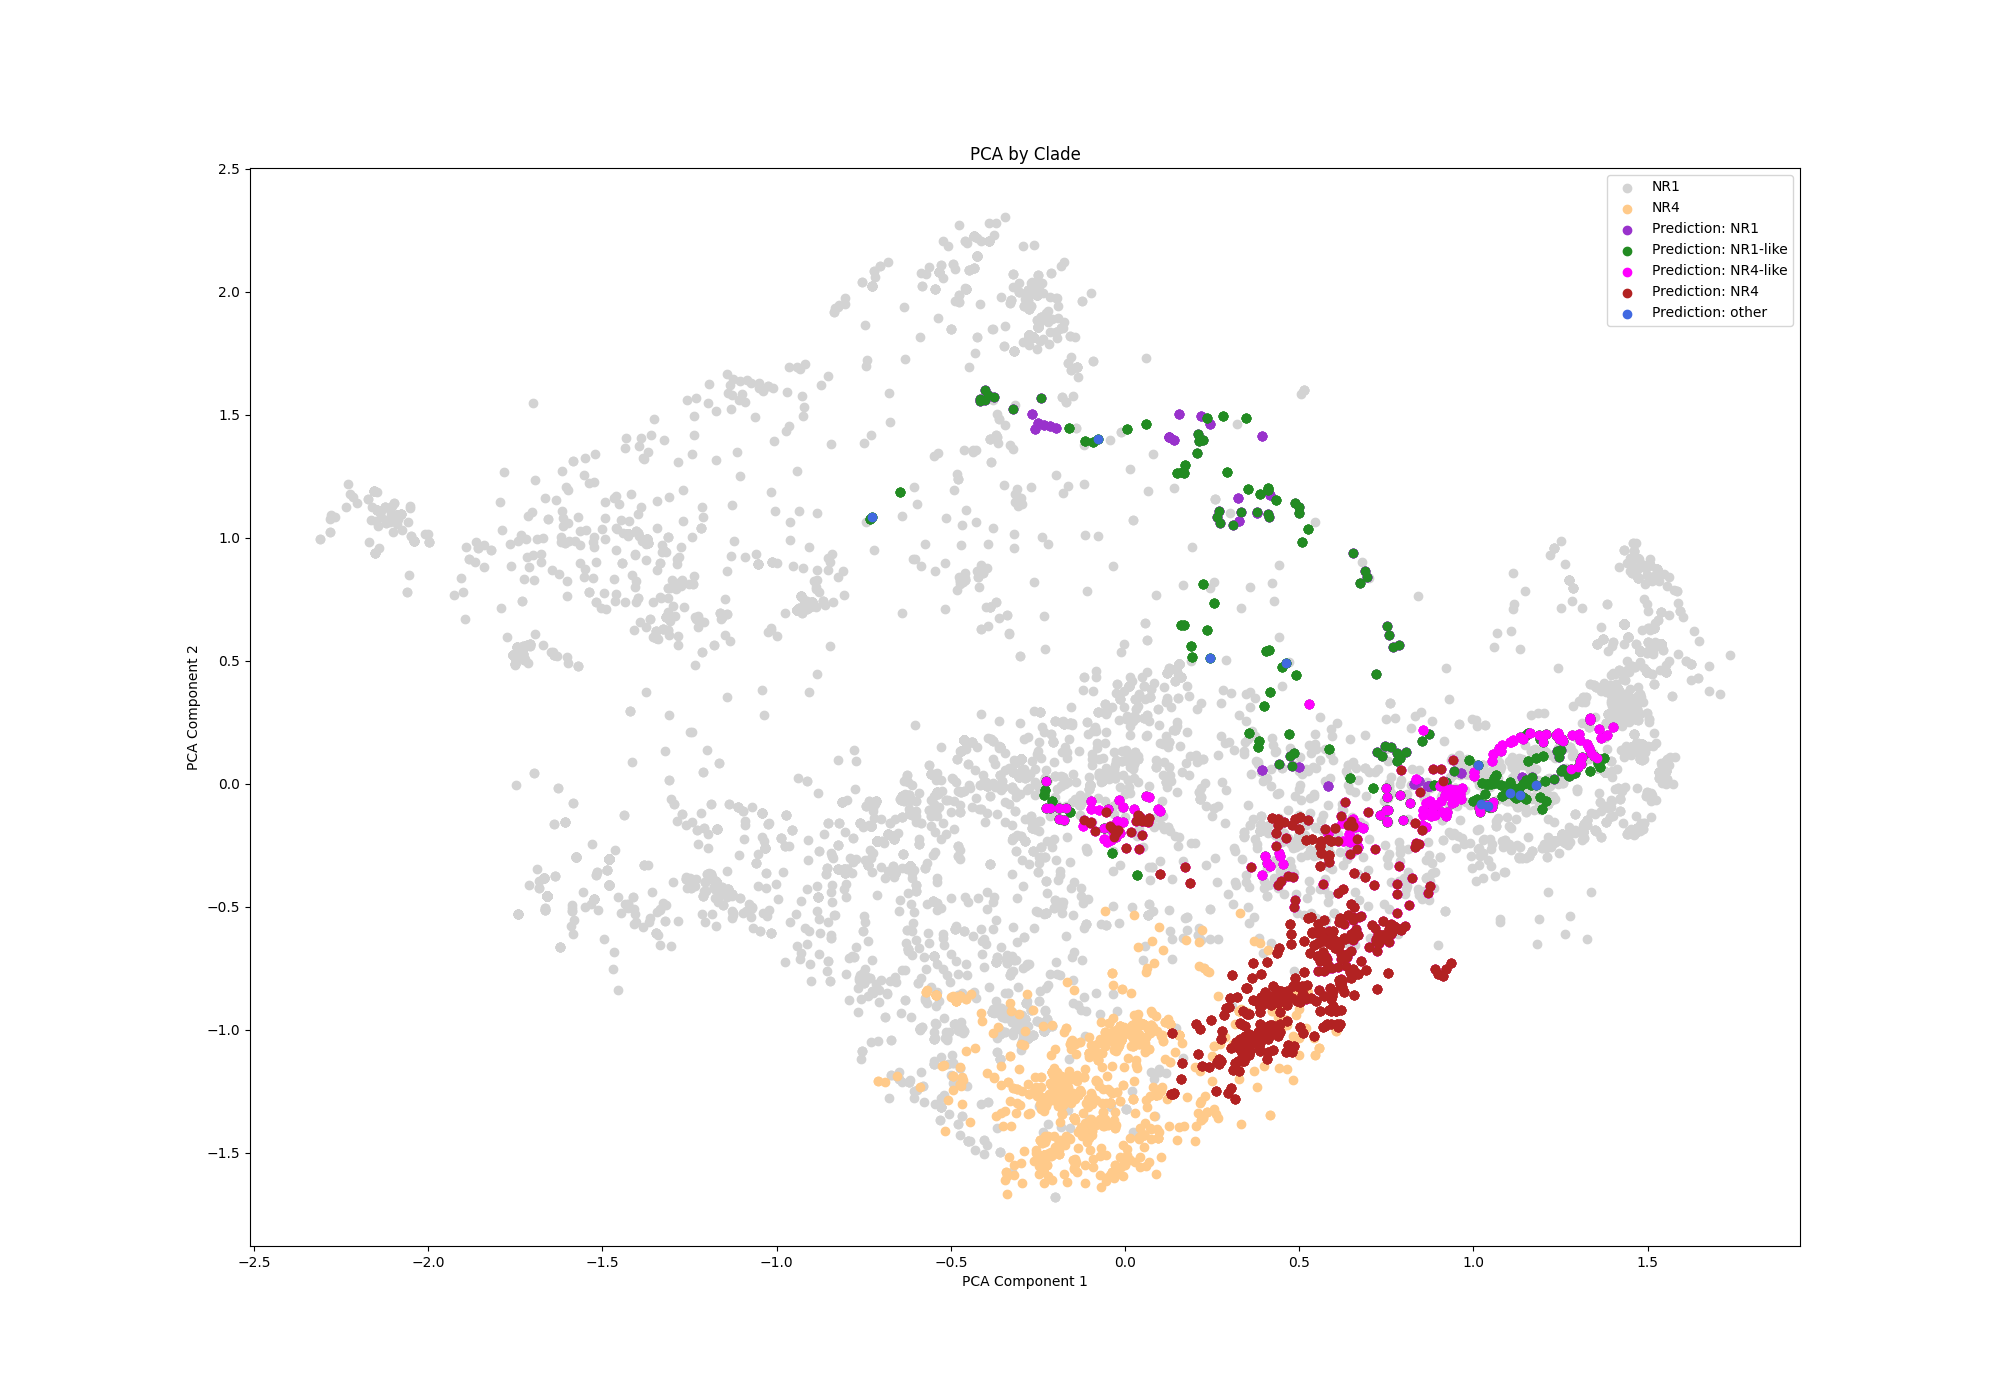 PCA by Clade
2.5
2.0
1.5
1.0
0.5
0.0
−0.5
−1.0
−1.5
PCA Component 2
−2.5
−2.0
−1.5
−1.0
−0.5
0.0
0.5
1.0
1.5
PCA Component 1
NR1
NR4
Prediction: NR1
Prediction: NR1-like
Prediction: NR4-like
Prediction: NR4
Prediction: other